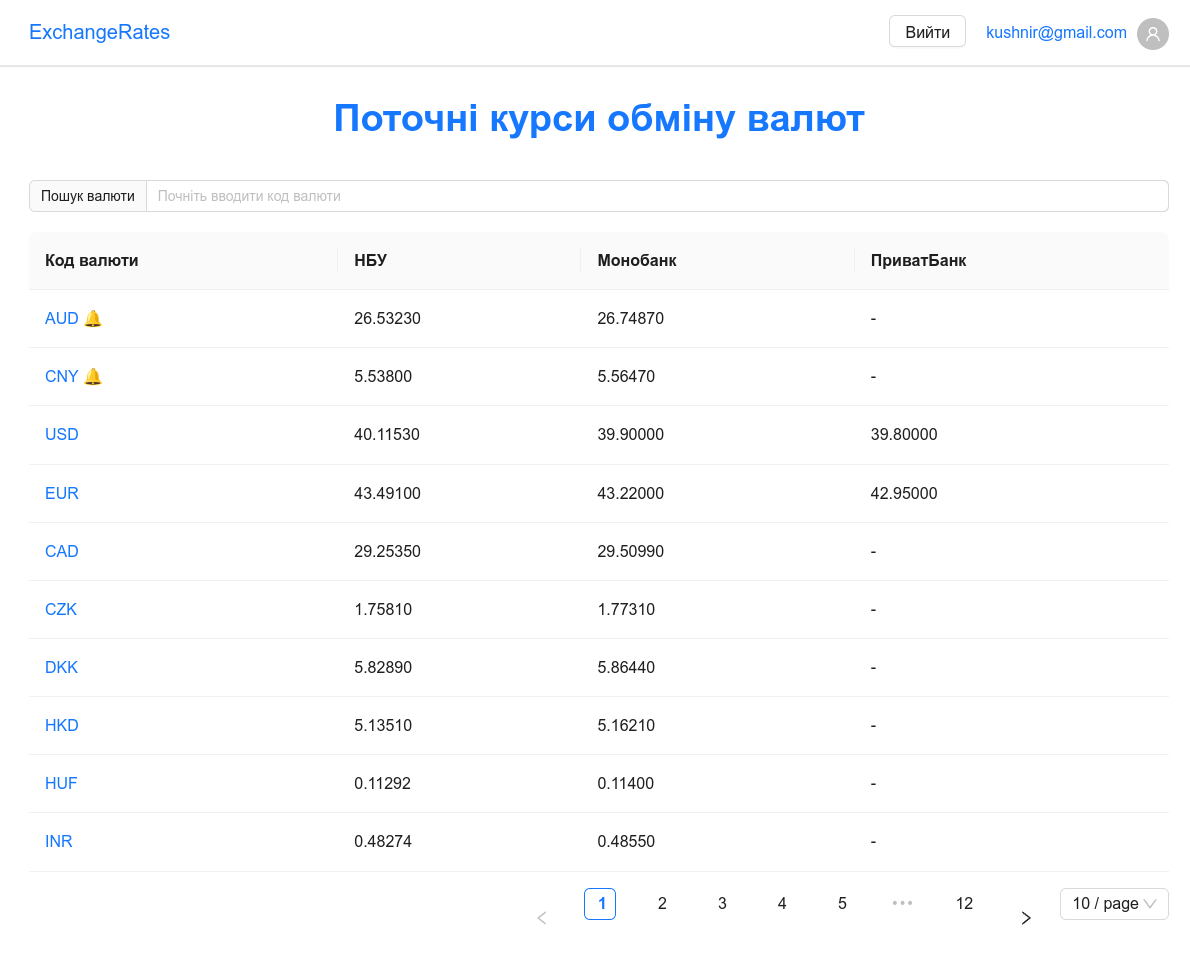 ExchangeRates Вийти kushnir@gmail.com
Поточні курси обміну валют
Пошук валюти Почніть вводити код валюти
Код валюти НБУ Монобанк ПриватБанк
AUD 🔔 26.53230 26.74870 -
CNY 🔔 5.53800 5.56470 -
USD 40.11530 39.90000 39.80000
EUR 43.49100 43.22000 42.95000
CAD 29.25350 29.50990 -
CZK 1.75810 1.77310 -
DKK 5.82890 5.86440 -
HKD 5.13510 5.16210 -
HUF 0.11292 0.11400 -
INR 0.48274 0.48550 -
1 2 3 4 5 ••• 12 10 / page